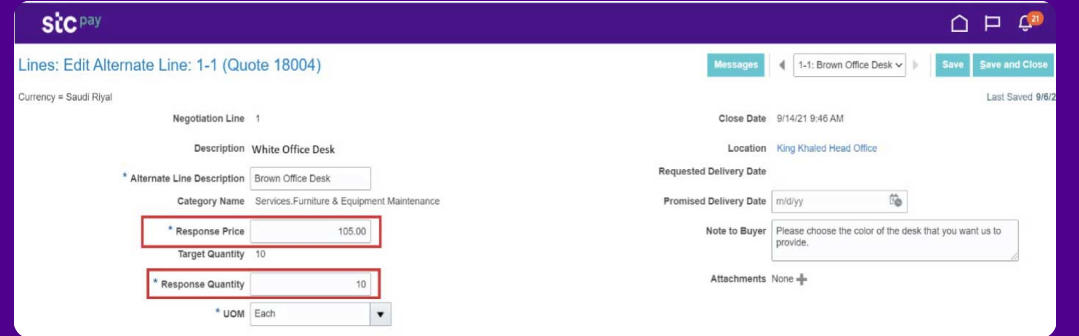 stc pay
21
Lines: Edit Alternate Line: 1-1 (Quote 18004)
Messages
1-1: Brown Office Desk
Save
Save and Close
Currency = Saudi Riyal
Last Saved 9/6/2
Negotiation Line 1
Close Date 9/14/21 9:46 AM
Description White Office Desk
Location King Khaled Head Office
* Alternate Line Description Brown Office Desk
Requested Delivery Date
Category Name Services.Furniture & Equipment Maintenance
Promised Delivery Date m/d/yy
* Response Price 105.00
Note to Buyer Please choose the color of the desk that you want us to
provide.
Target Quantity 10
* Response Quantity 10
Attachments None
* UOM Each